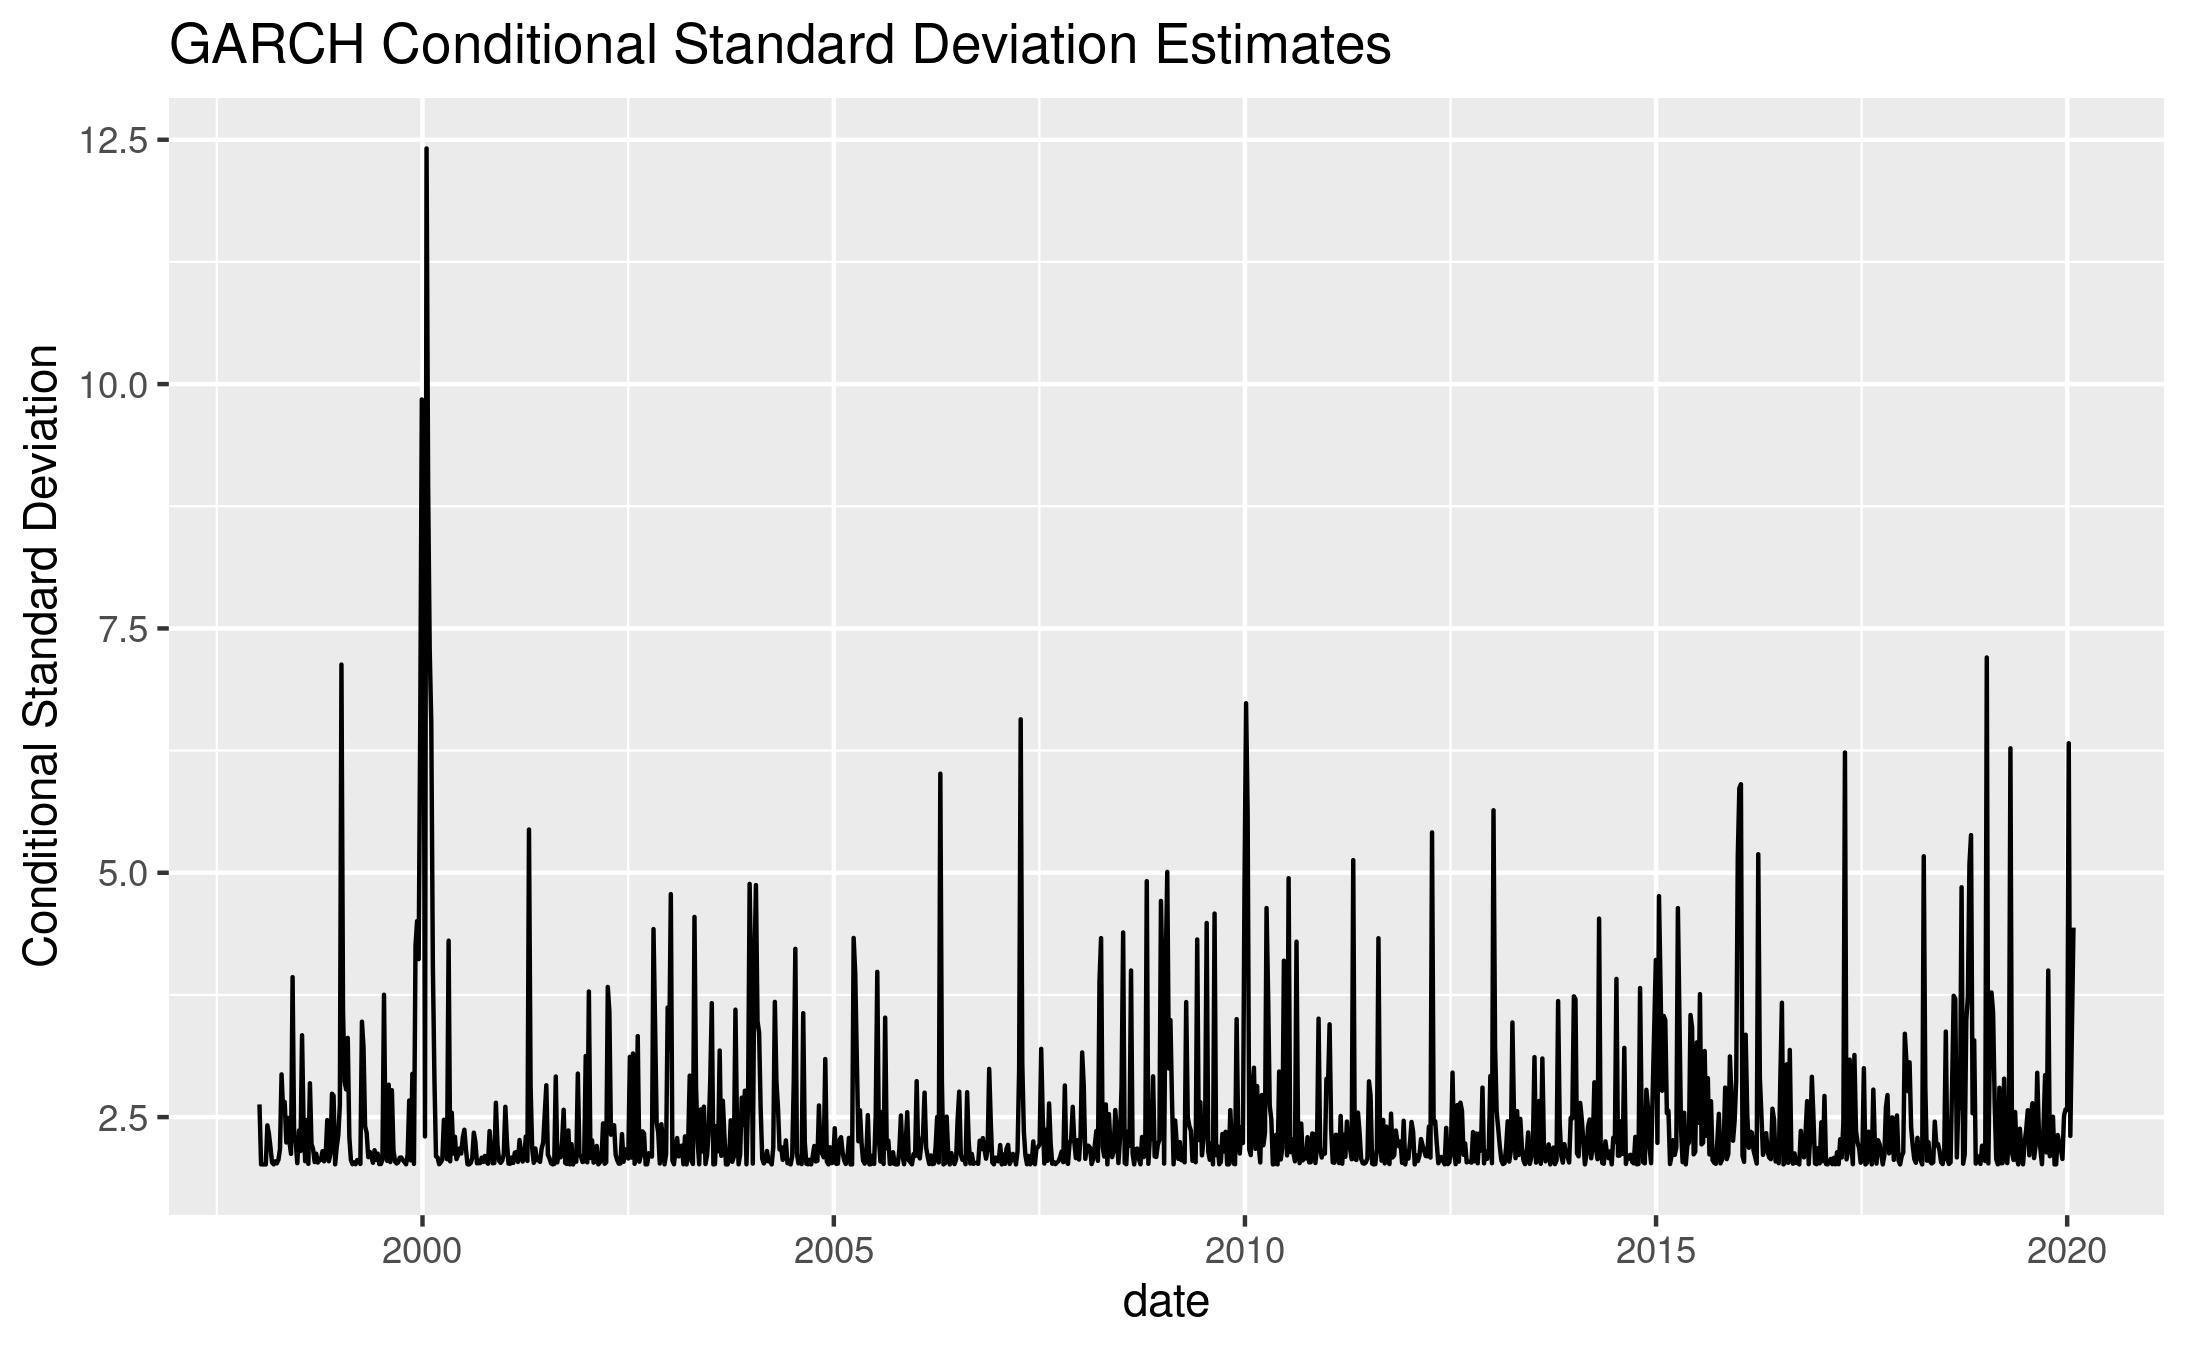 GARCH Conditional Standard Deviation Estimates
Conditional Standard Deviation
12.5
10.0
7.5
5.0
2.5
2000 2005 2010 2015 2020
date